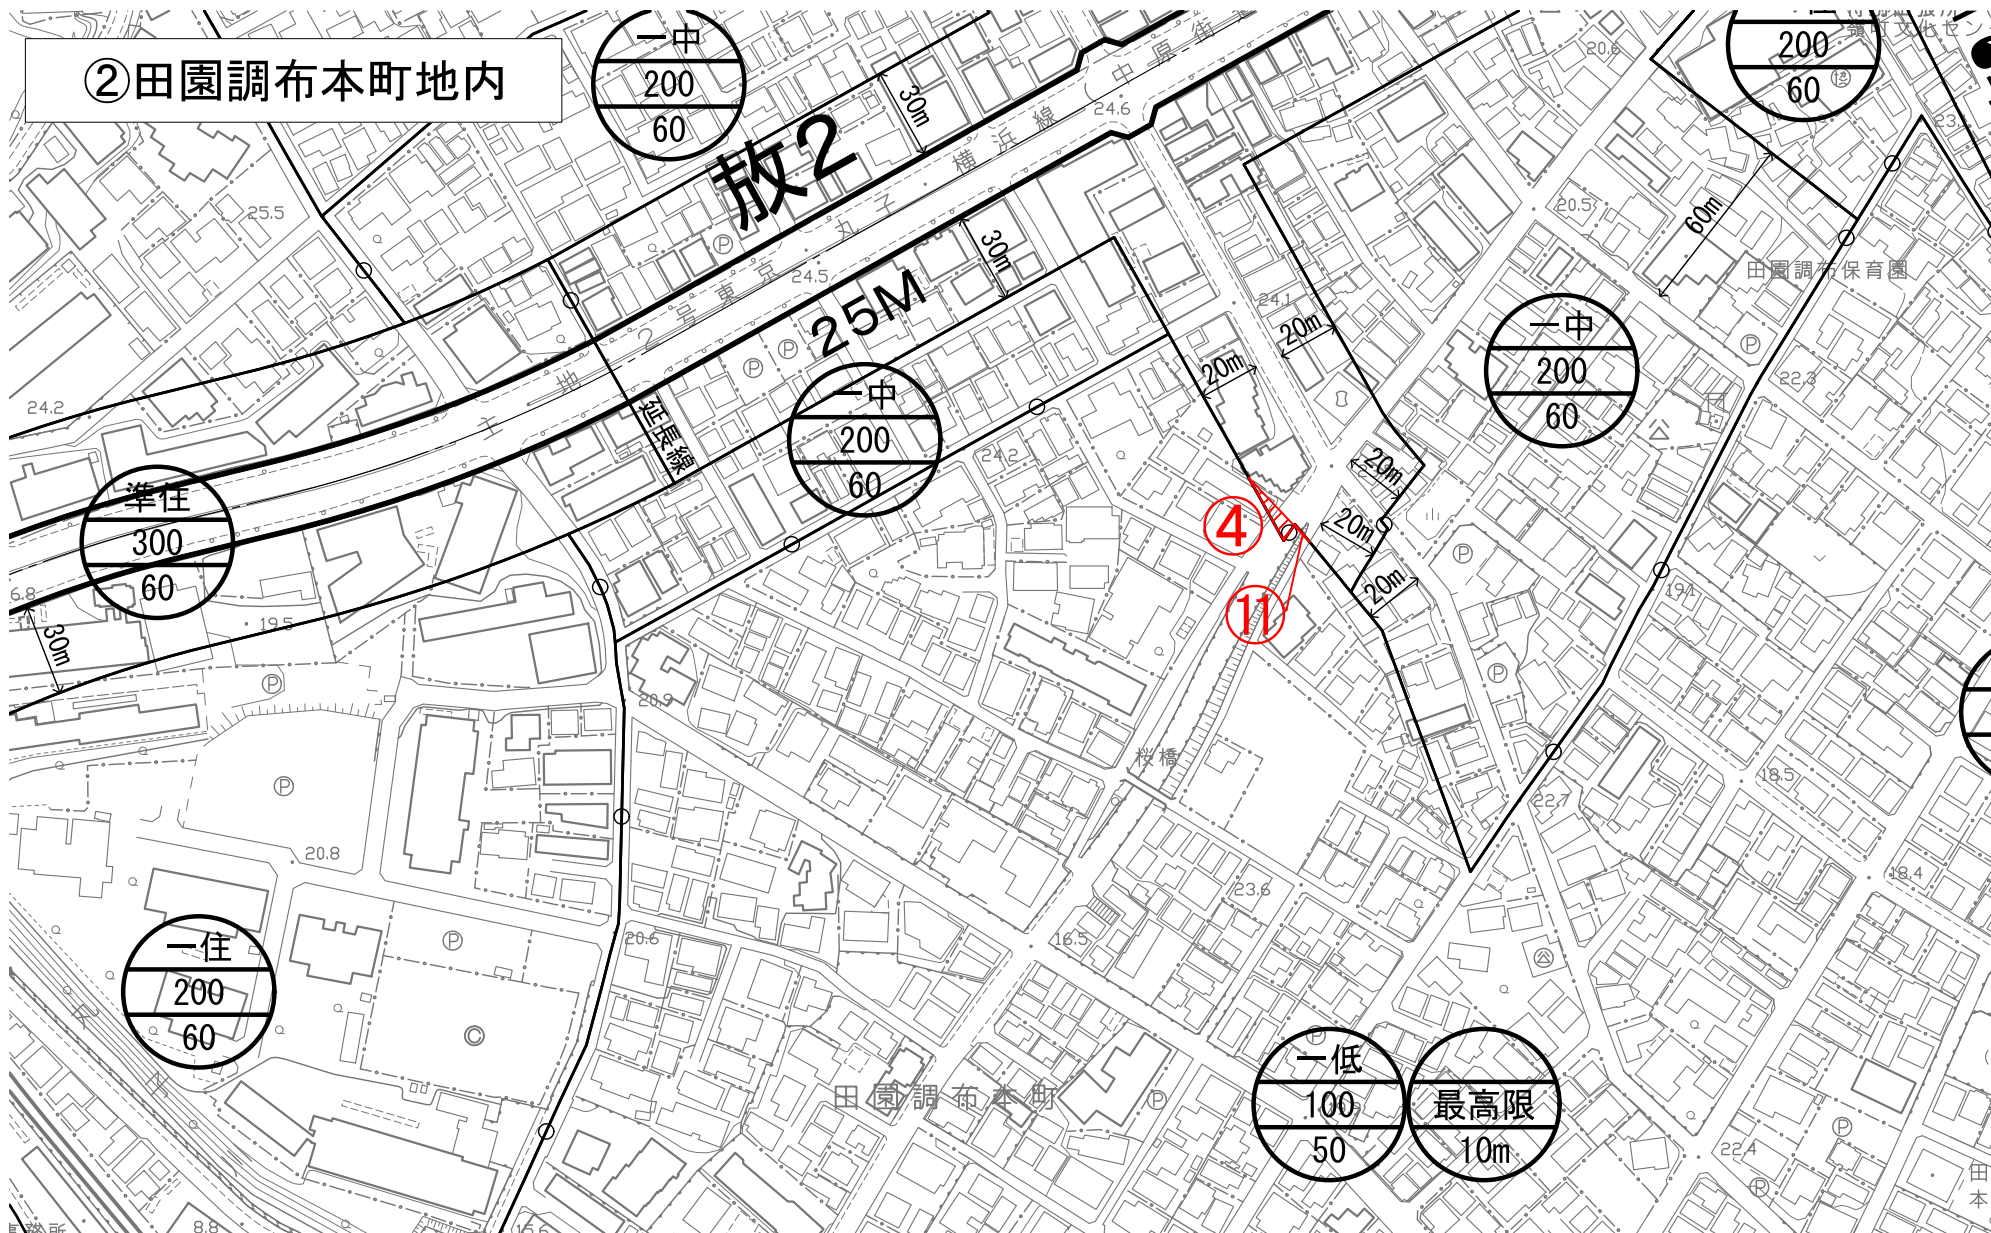 ②田園調布本町地内
一中
200
60
200
60
30m
放2
中原街
24.6
20.6
横浜線
丸子
東京
2号
主地
25.5
24.5
25M
30m
20.5
60m
田園調布保育園
24.1
20m
20m
一中
200
60
22.3
24.2
延長線
一中
200
60
24.2
20m
20m
20m
準住
300
60
④
⑪
6.8
19.5
30m
19.1
20.9
桜橋
18.5
22.7
20.8
18.4
23.6
20.6
16.5
一住
200
60
田園調布本町
一低
100
50
最高限
10m
22.4
田
本
8.8
15.6
P